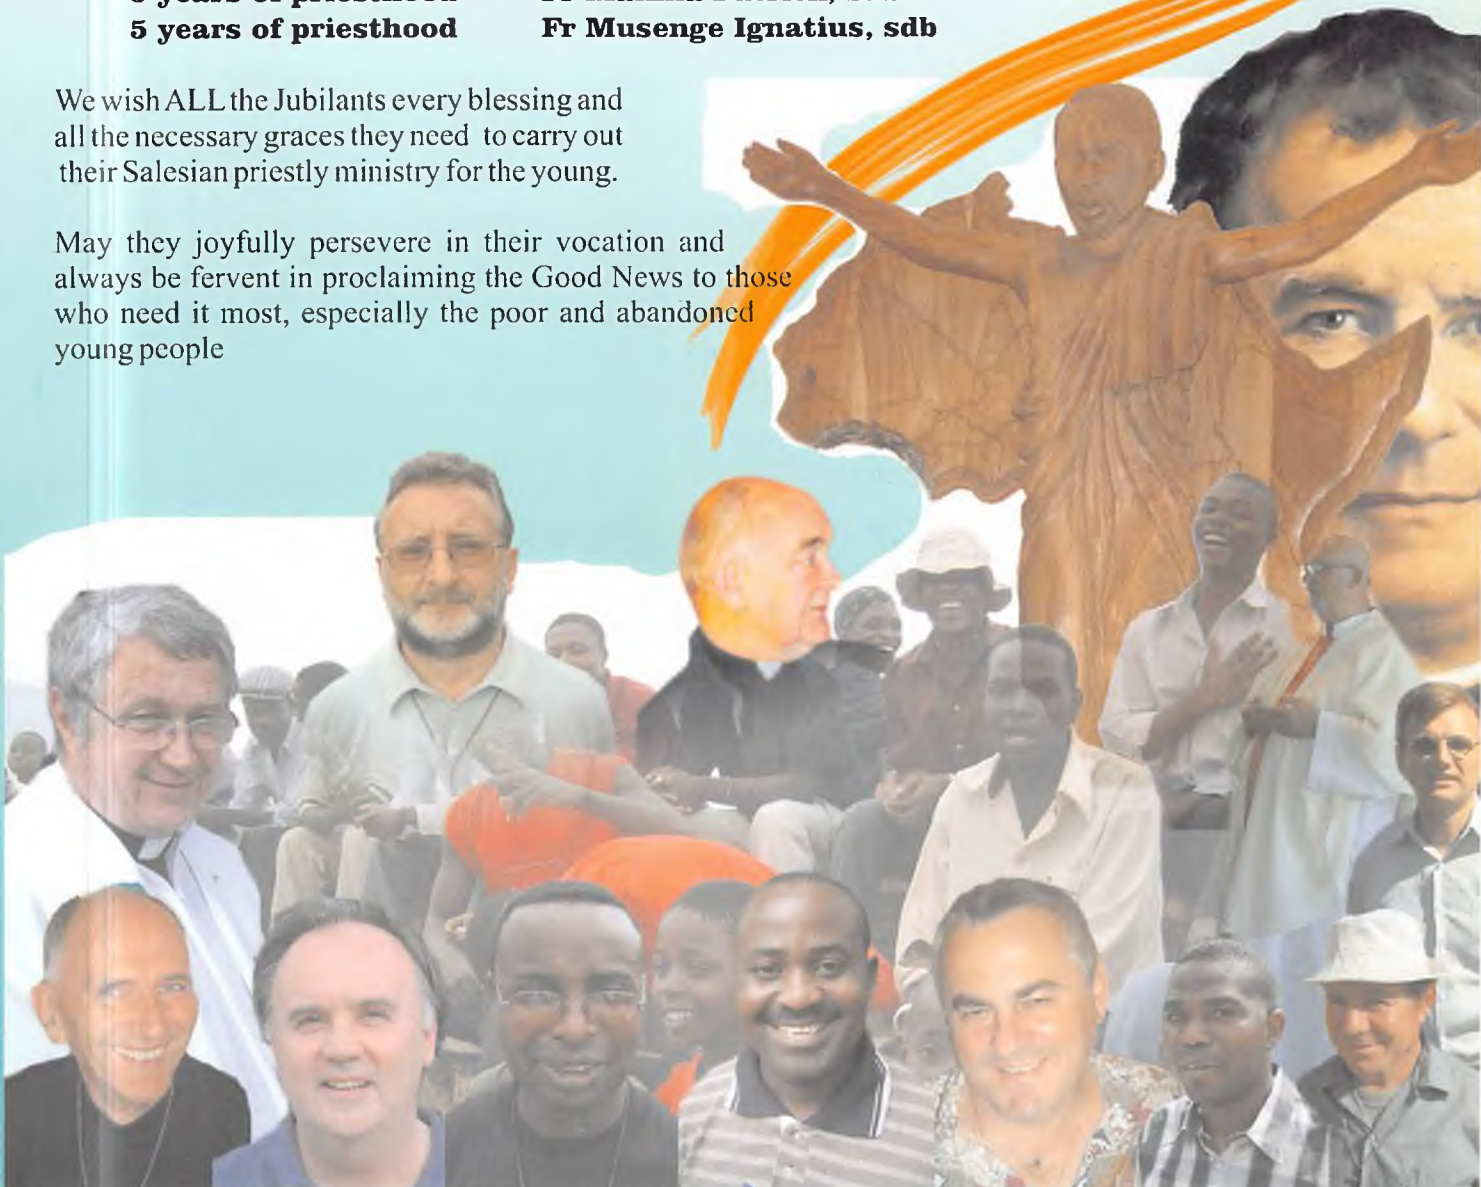 years of priesthood
5 years of priesthood Fr Musenge Ignatius, sdb
We wish ALL the Jubilants every blessing and
all the necessary graces they need to carry out
their Salesian priestly ministry for the young.
May they joyfully persevere in their vocation and
always be fervent in proclaiming the Good News to those
who need it most, especially the poor and abandoned
young people